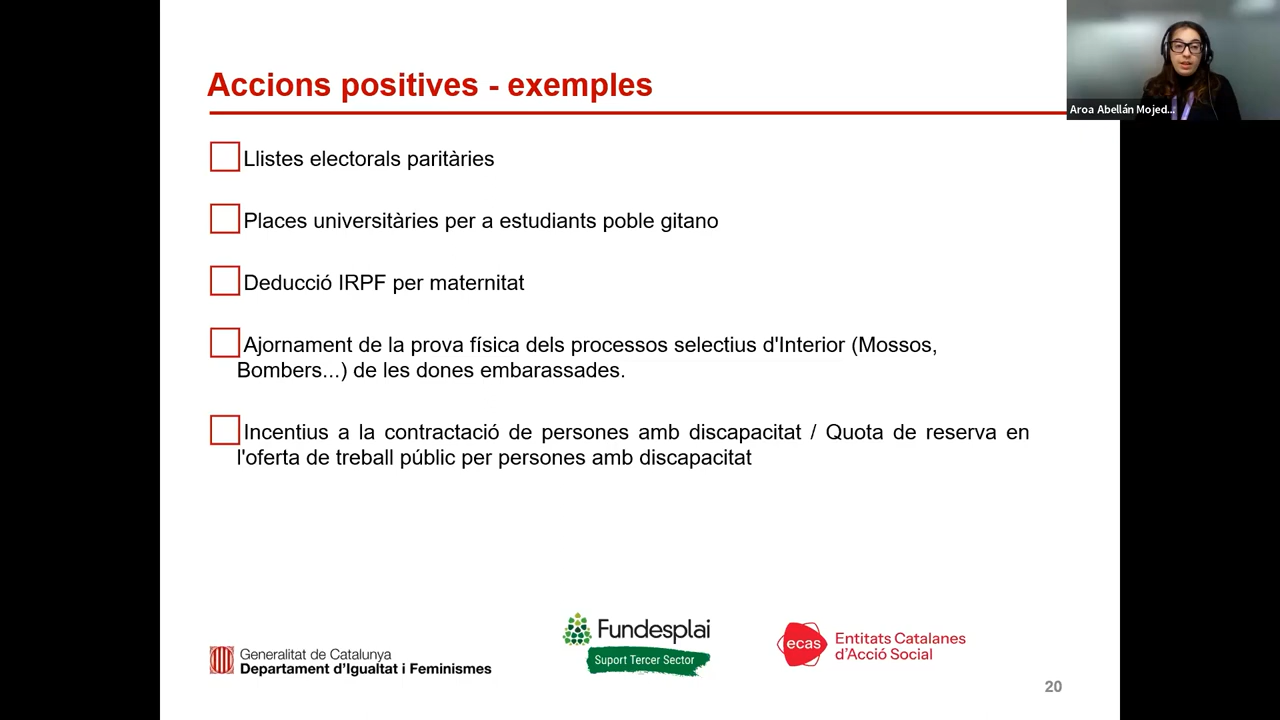 Accions positives - exemples
Aroa Abellán Mojed...
Llistes electorals paritàries
Places universitàries per a estudiants poble gitano
Deducció IRPF per maternitat
Ajornament de la prova física dels processos selectius d'Interior (Mossos,
Bombers...) de les dones embarassades.
Incentius a la contractació de persones amb discapacitat / Quota de reserva en
l'oferta de treball públic per persones amb discapacitat
Generalitat de Catalunya
Departament d'Igualtat i Feminismes
Fundesplai
Suport Tercer Sector
ecas
Entitats Catalanes
d'Acció Social
20